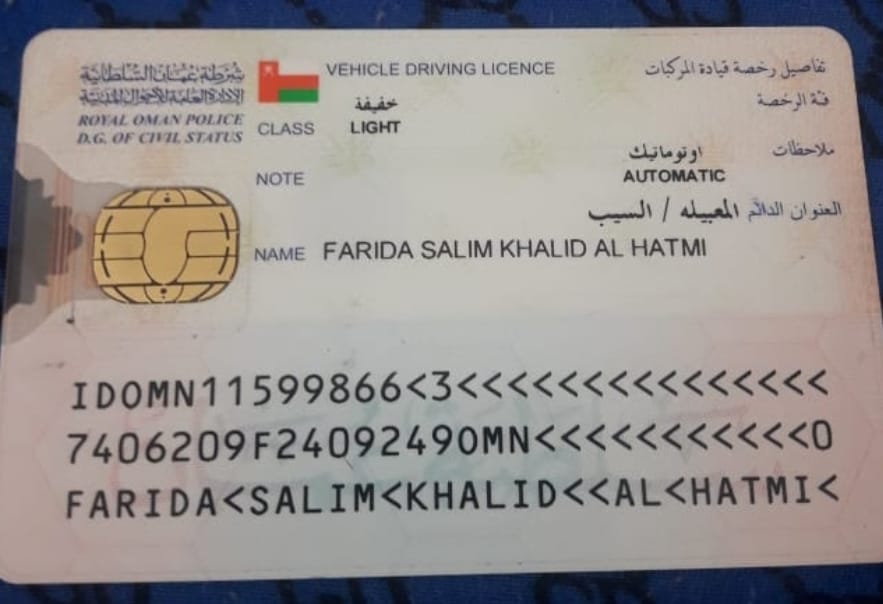 شرطة عمان السلطانية
الإدارة العامة للأحوال المدنية
ROYAL OMAN POLICE
D.G. OF CIVIL STATUS
VEHICLE DRIVING LICENCE
تفاصيل رخصة قيادة المركبات
خفيفة
فئة الرخصة
CLASS LIGHT
اوتوماتيك
ملاحظات
NOTE AUTOMATIC
العنوان الدائم المعبيله / السيب
NAME FARIDA SALIM KHALID AL HATMI
IDOMN11599866<3<<<<<<<<<<<<<<<
7406209F2409249OMN<<<<<<<<<<<0
FARIDA<SALIM<KHALID<<AL<HATMI<